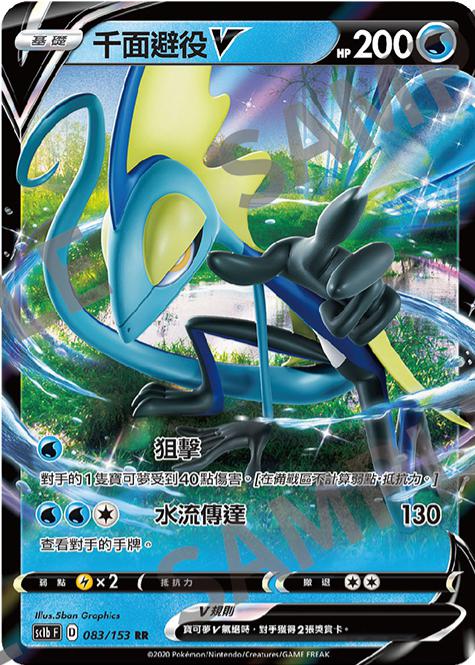 基礎 千面避役V HP200
狙擊
對手的1隻寶可夢受到40點傷害。[在備戰區不計算弱點・抵抗力。]
水流傳達 130
查看對手的手牌。
弱點 ×2 抵抗力 撤退
Illus.5ban Graphics
sc1b F D 083/153 RR
V規則
寶可夢V氣絕時，對手獲得2張獎賞卡。
©2020 Pokémon/Nintendo/Creatures/GAME FREAK
SAMPLE